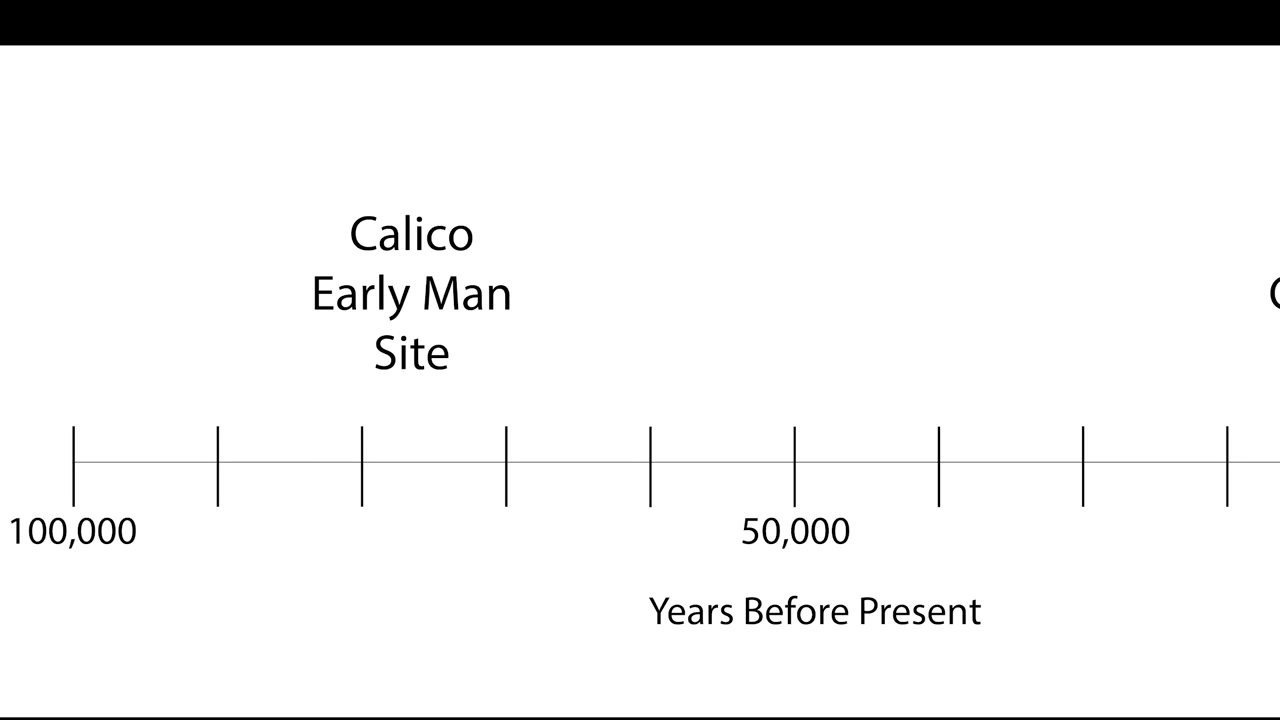 Calico
Early Man
Site
100,000
50,000
Years Before Present